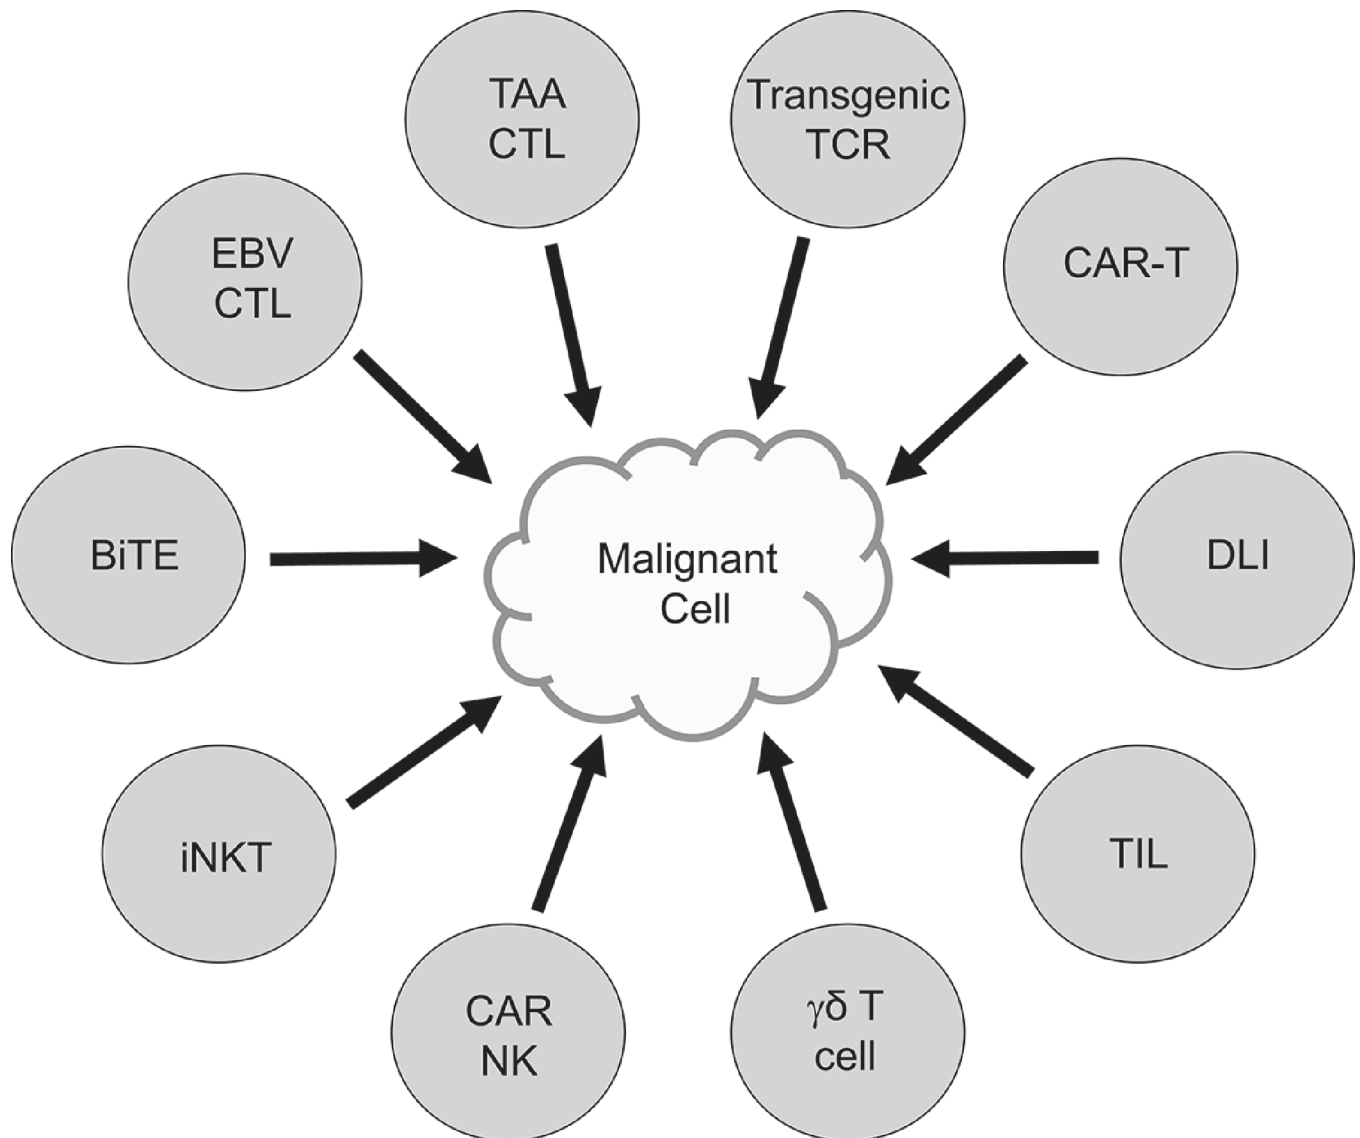 TAA
CTL
Transgenic
TCR
EBV
CTL
CAR-T
BiTE
Malignant
Cell
DLI
iNKT
TIL
CAR
NK
γδ T
cell